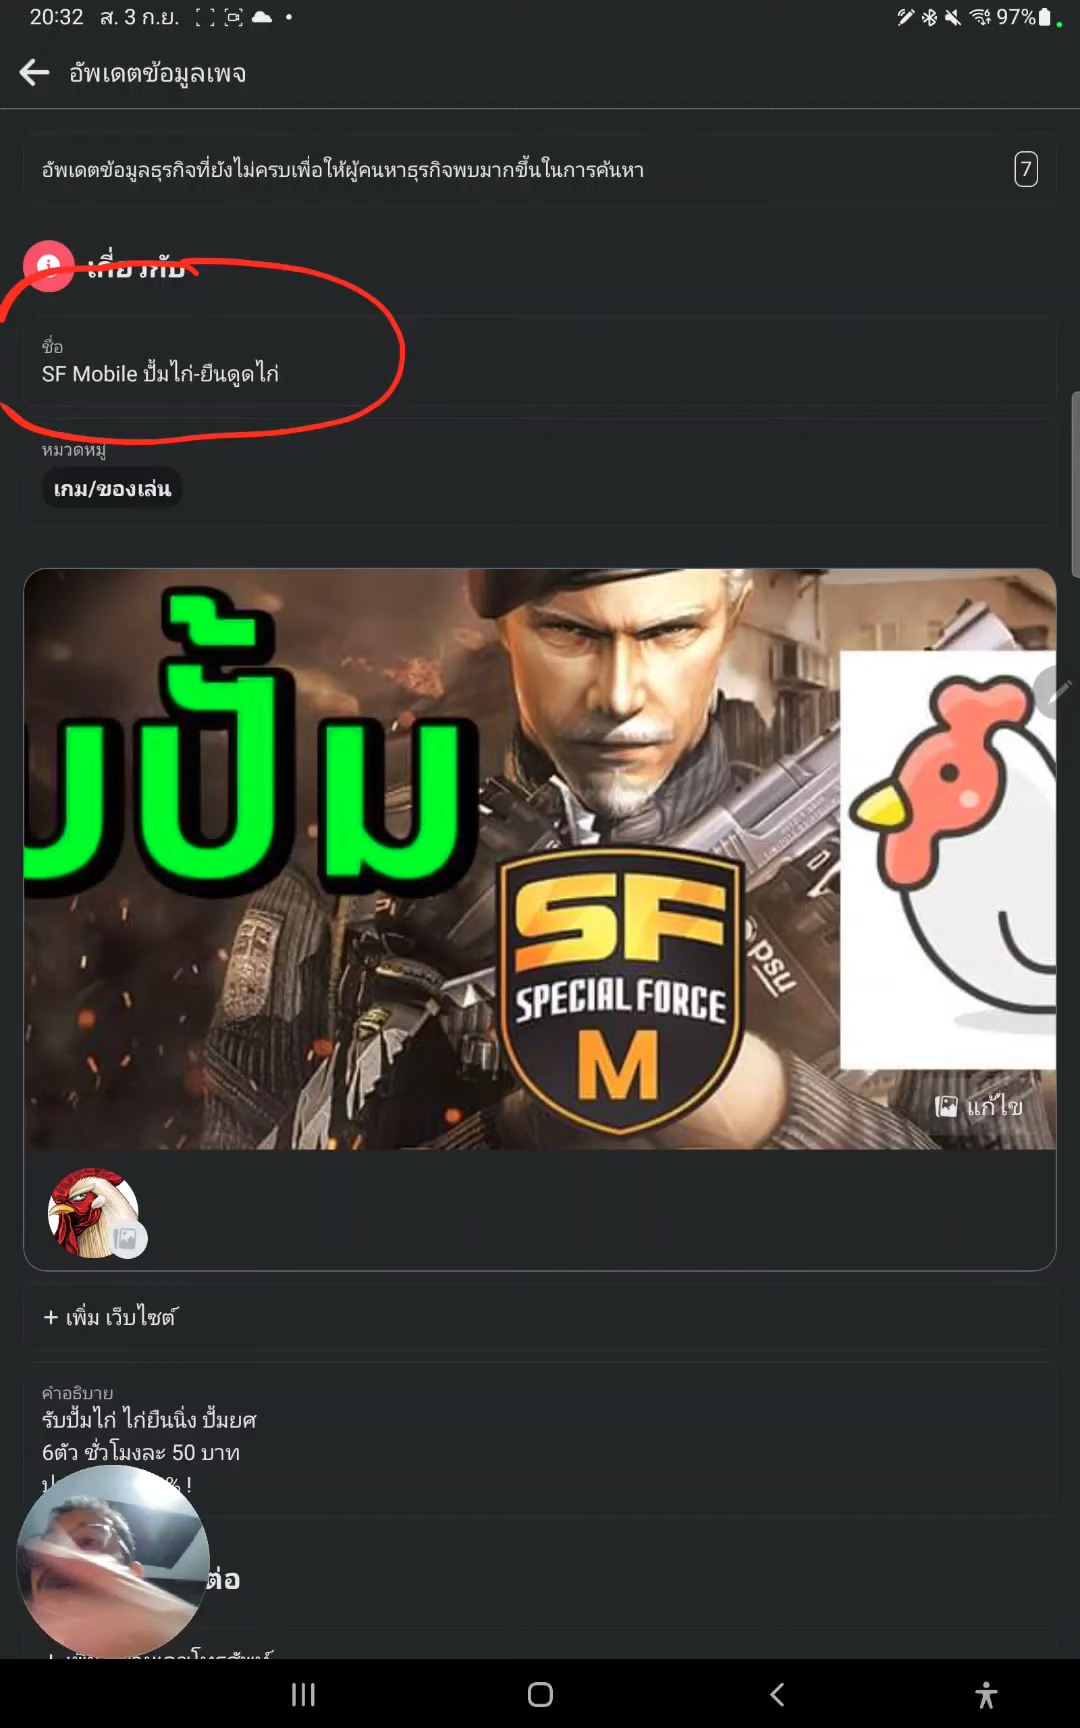 20:32 ส. 3 ก.ย.
97%
อัพเดตข้อมูลเพจ
อัพเดตข้อมูลธุรกิจที่ยังไม่ครบเพื่อให้ผู้คนหาธุรกิจพบมากขึ้นในการค้นหา
7
เกี่ยวกับ
ชื่อ
SF Mobile ปั้มไก่-ยืนดูดไก่
หมวดหมู่
เกม/ของเล่น
บปั้ม
psu
SF
SPECIAL FORCE
M
แก้ไข
+ เพิ่ม เว็บไซต์
คำอธิบาย
รับปั้มไก่ ไก่ยืนนิ่ง ปั้มยศ
6ตัว ชั่วโมงละ 50 บาท
% !
ต่อ